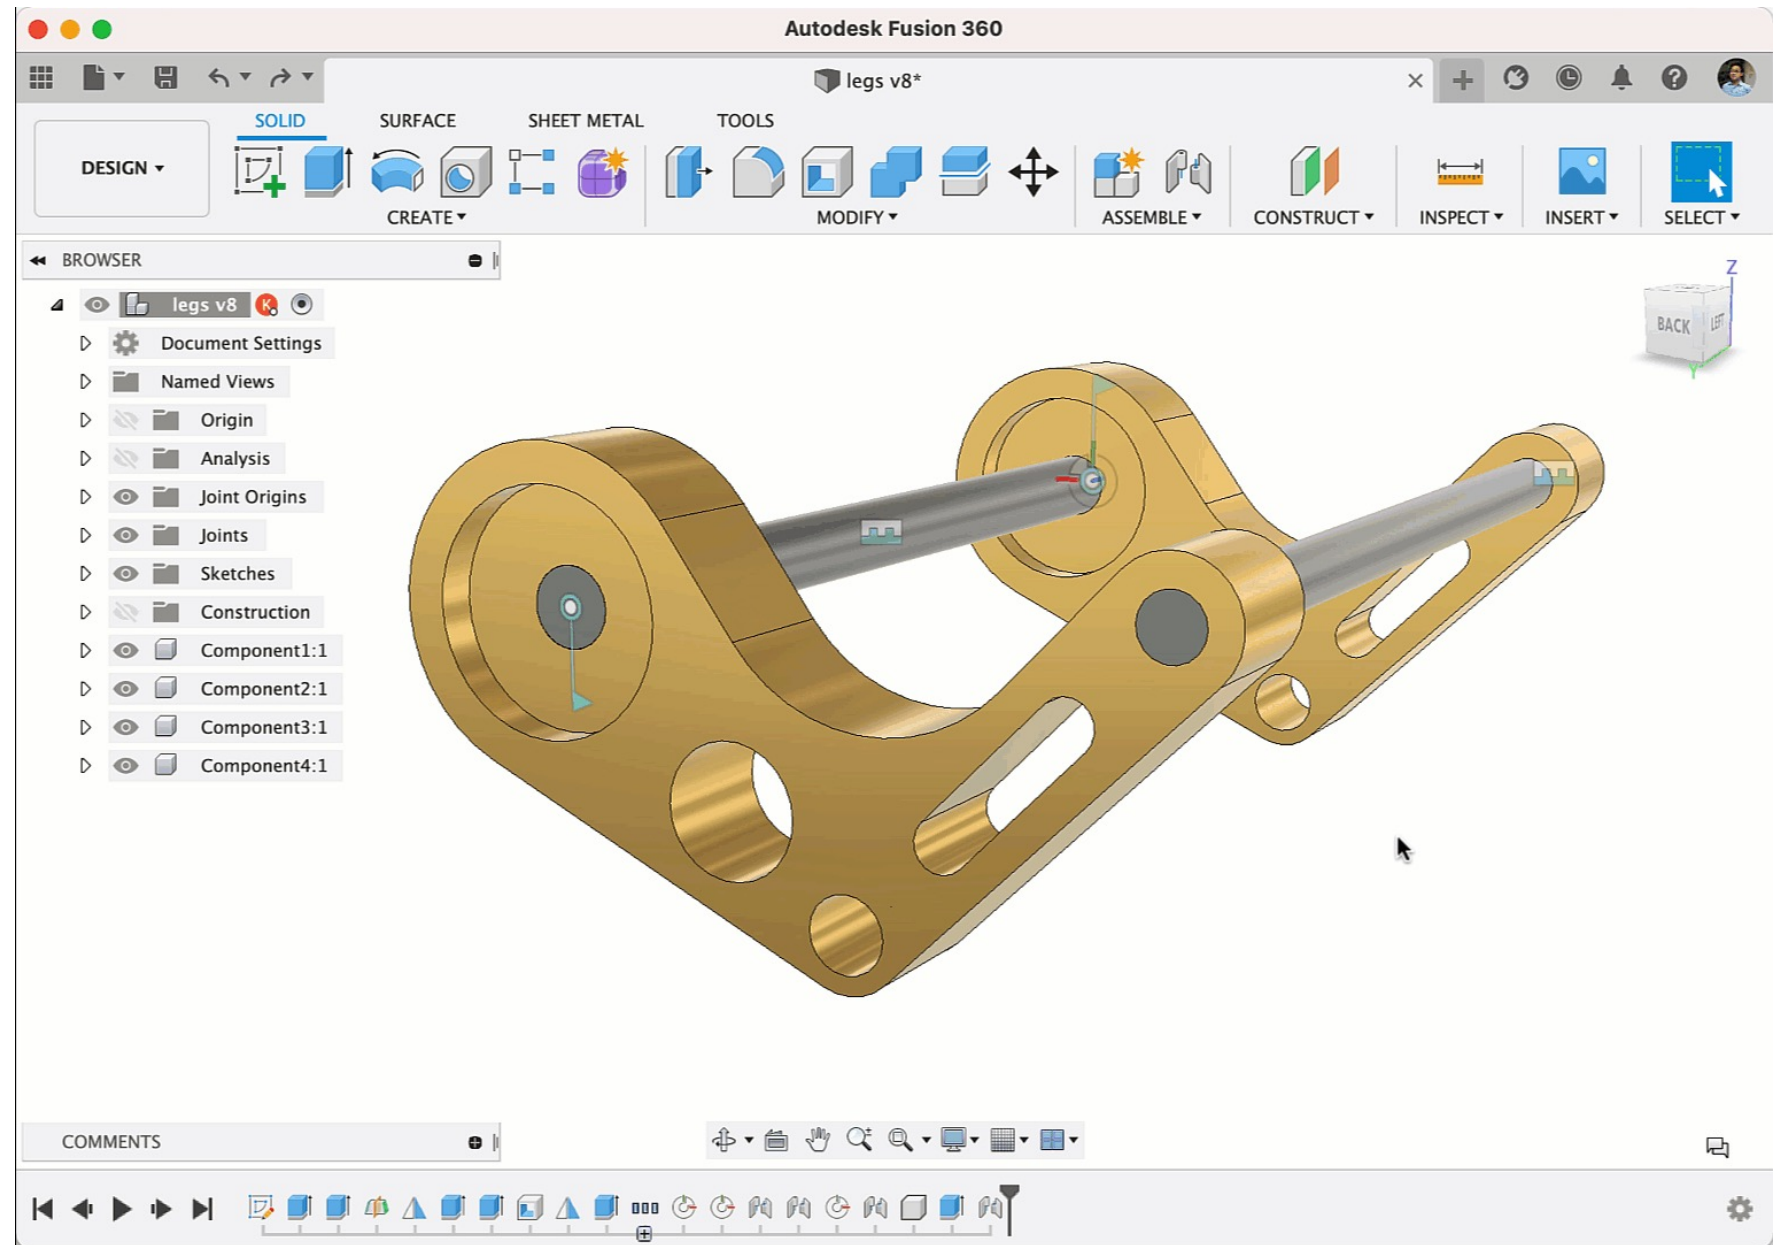 Autodesk Fusion 360
legs v8*
SOLID SURFACE SHEET METAL TOOLS
DESIGN
CREATE MODIFY ASSEMBLE CONSTRUCT INSPECT INSERT SELECT
BROWSER
legs v8
K
Document Settings
Named Views
Origin
Analysis
Joint Origins
Joints
Sketches
Construction
Component1:1
Component2:1
Component3:1
Component4:1
Z
BACK LEFT
Y
COMMENTS